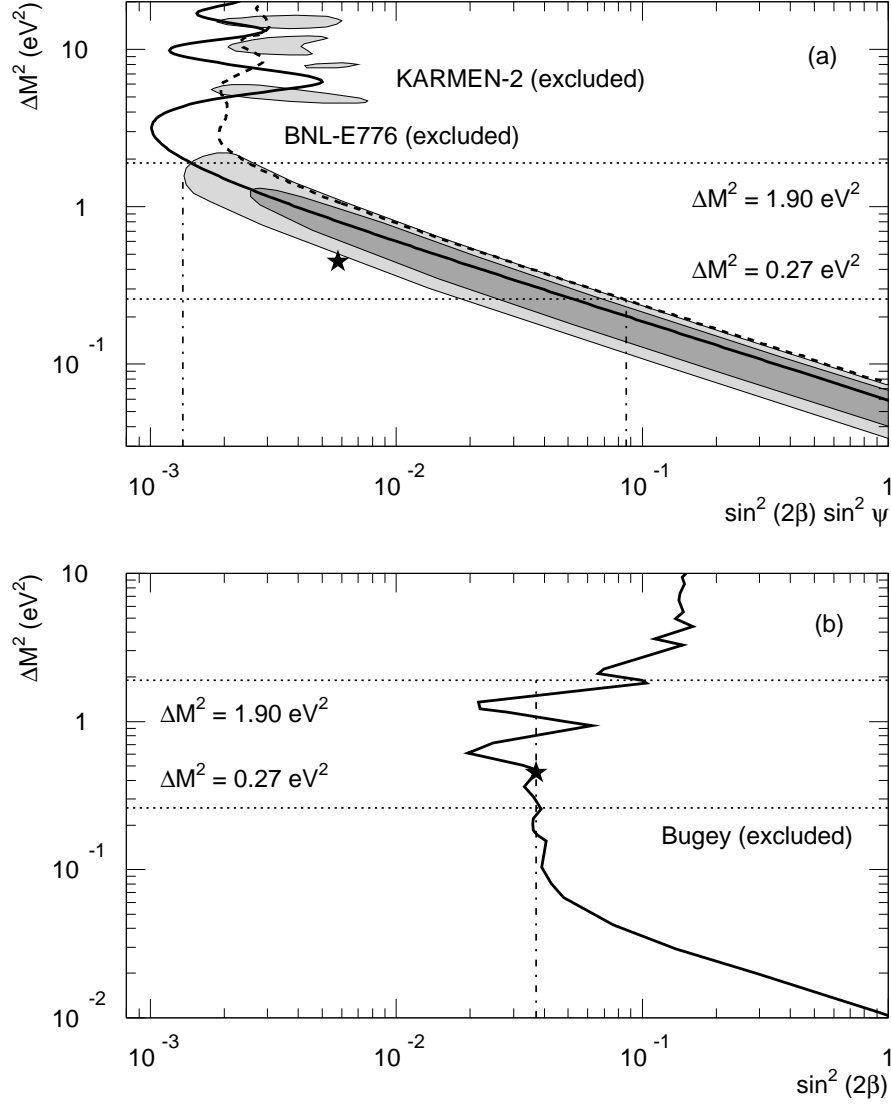 (a)
KARMEN-2 (excluded)
BNL-E776 (excluded)
ΔM² = 1.90 eV²
ΔM² = 0.27 eV²
ΔM² (eV²)
10
1
10⁻¹
10⁻³ 10⁻² 10⁻¹ 1
sin² (2β) sin² ψ
(b)
ΔM² = 1.90 eV²
ΔM² = 0.27 eV²
Bugey (excluded)
ΔM² (eV²)
10
1
10⁻¹
10⁻²
10⁻³ 10⁻² 10⁻¹ 1
sin² (2β)